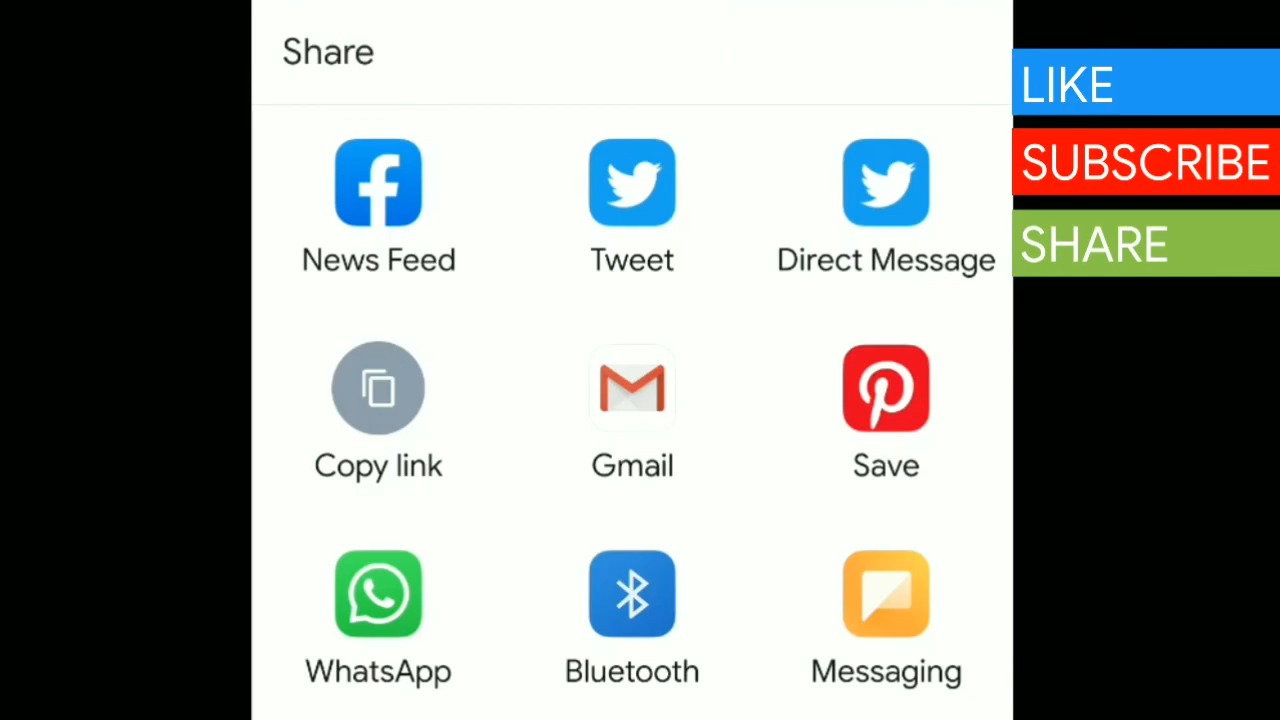 Share
LIKE
SUBSCRIBE
SHARE
News Feed
Tweet
Direct Message
Copy link
Gmail
Save
WhatsApp
Bluetooth
Messaging